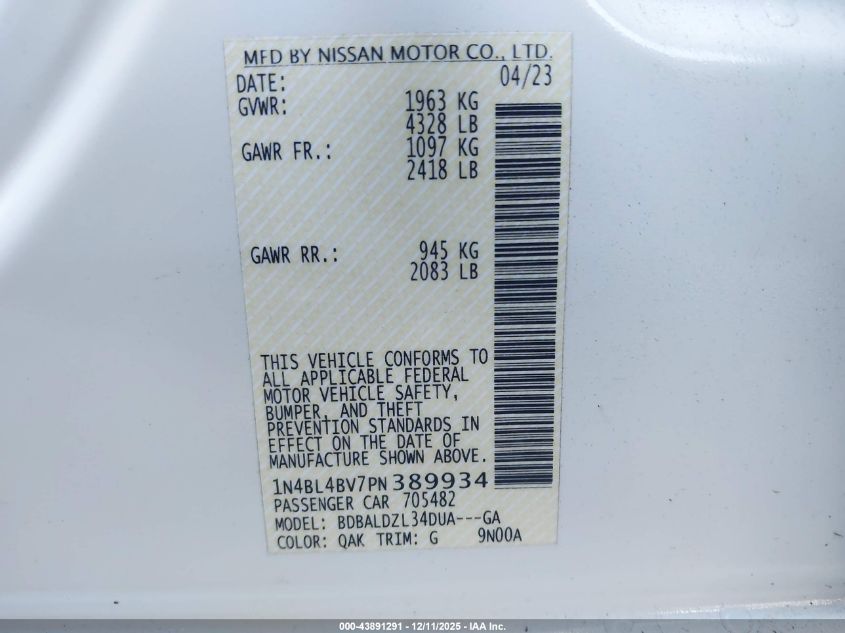 MFD BY NISSAN MOTOR CO., LTD.
DATE: 04/23
GVWR: 1963 KG
4328 LB
GAWR FR.: 1097 KG
2418 LB
GAWR RR.: 945 KG
2083 LB
THIS VEHICLE CONFORMS TO
ALL APPLICABLE FEDERAL
MOTOR VEHICLE SAFETY,
BUMPER, AND THEFT
PREVENTION STANDARDS IN
EFFECT ON THE DATE OF
MANUFACTURE SHOWN ABOVE.
1N4BL4BV7PN389934
PASSENGER CAR 705482
MODEL: BDBALDZL34DUA---GA
COLOR: QAK TRIM: G 9N00A
000-43891291 - 12/11/2025 - IAA Inc.